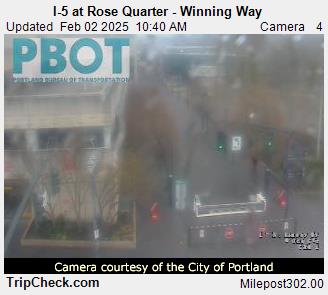 I-5 at Rose Quarter - Winning Way
Updated Feb 02 2025 10:40 AM Camera 4
PBOT
PORTLAND BUREAU OF TRANSPORTATION
Camera courtesy of the City of Portland
TripCheck.com Milepost302.00